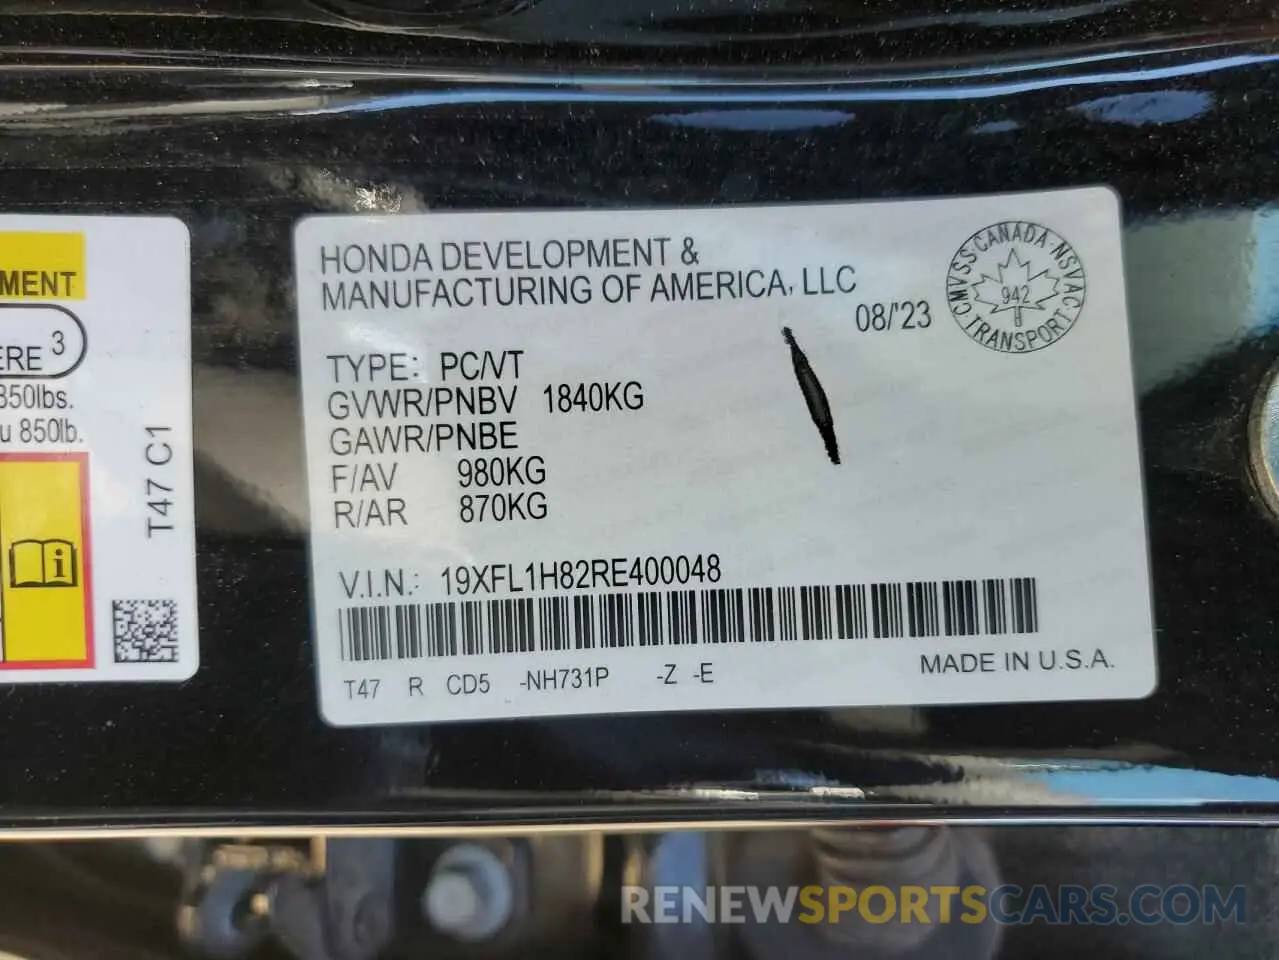 MENT
ERE 3
850lbs.
u 850lb.
T47 C1
HONDA DEVELOPMENT &
MANUFACTURING OF AMERICA, LLC
08/'23
CMVSS·CANADA·NSVAC
942
TRANSPORT
TYPE: PC/VT
GVWR/PNBV 1840KG
GAWR/PNBE
F/AV 980KG
R/AR 870KG
V.I.N.: 19XFL1H82RE400048
T47 R CD5 -NH731P -Z -E
MADE IN U.S.A.
RENEWSPORTSCARS.COM